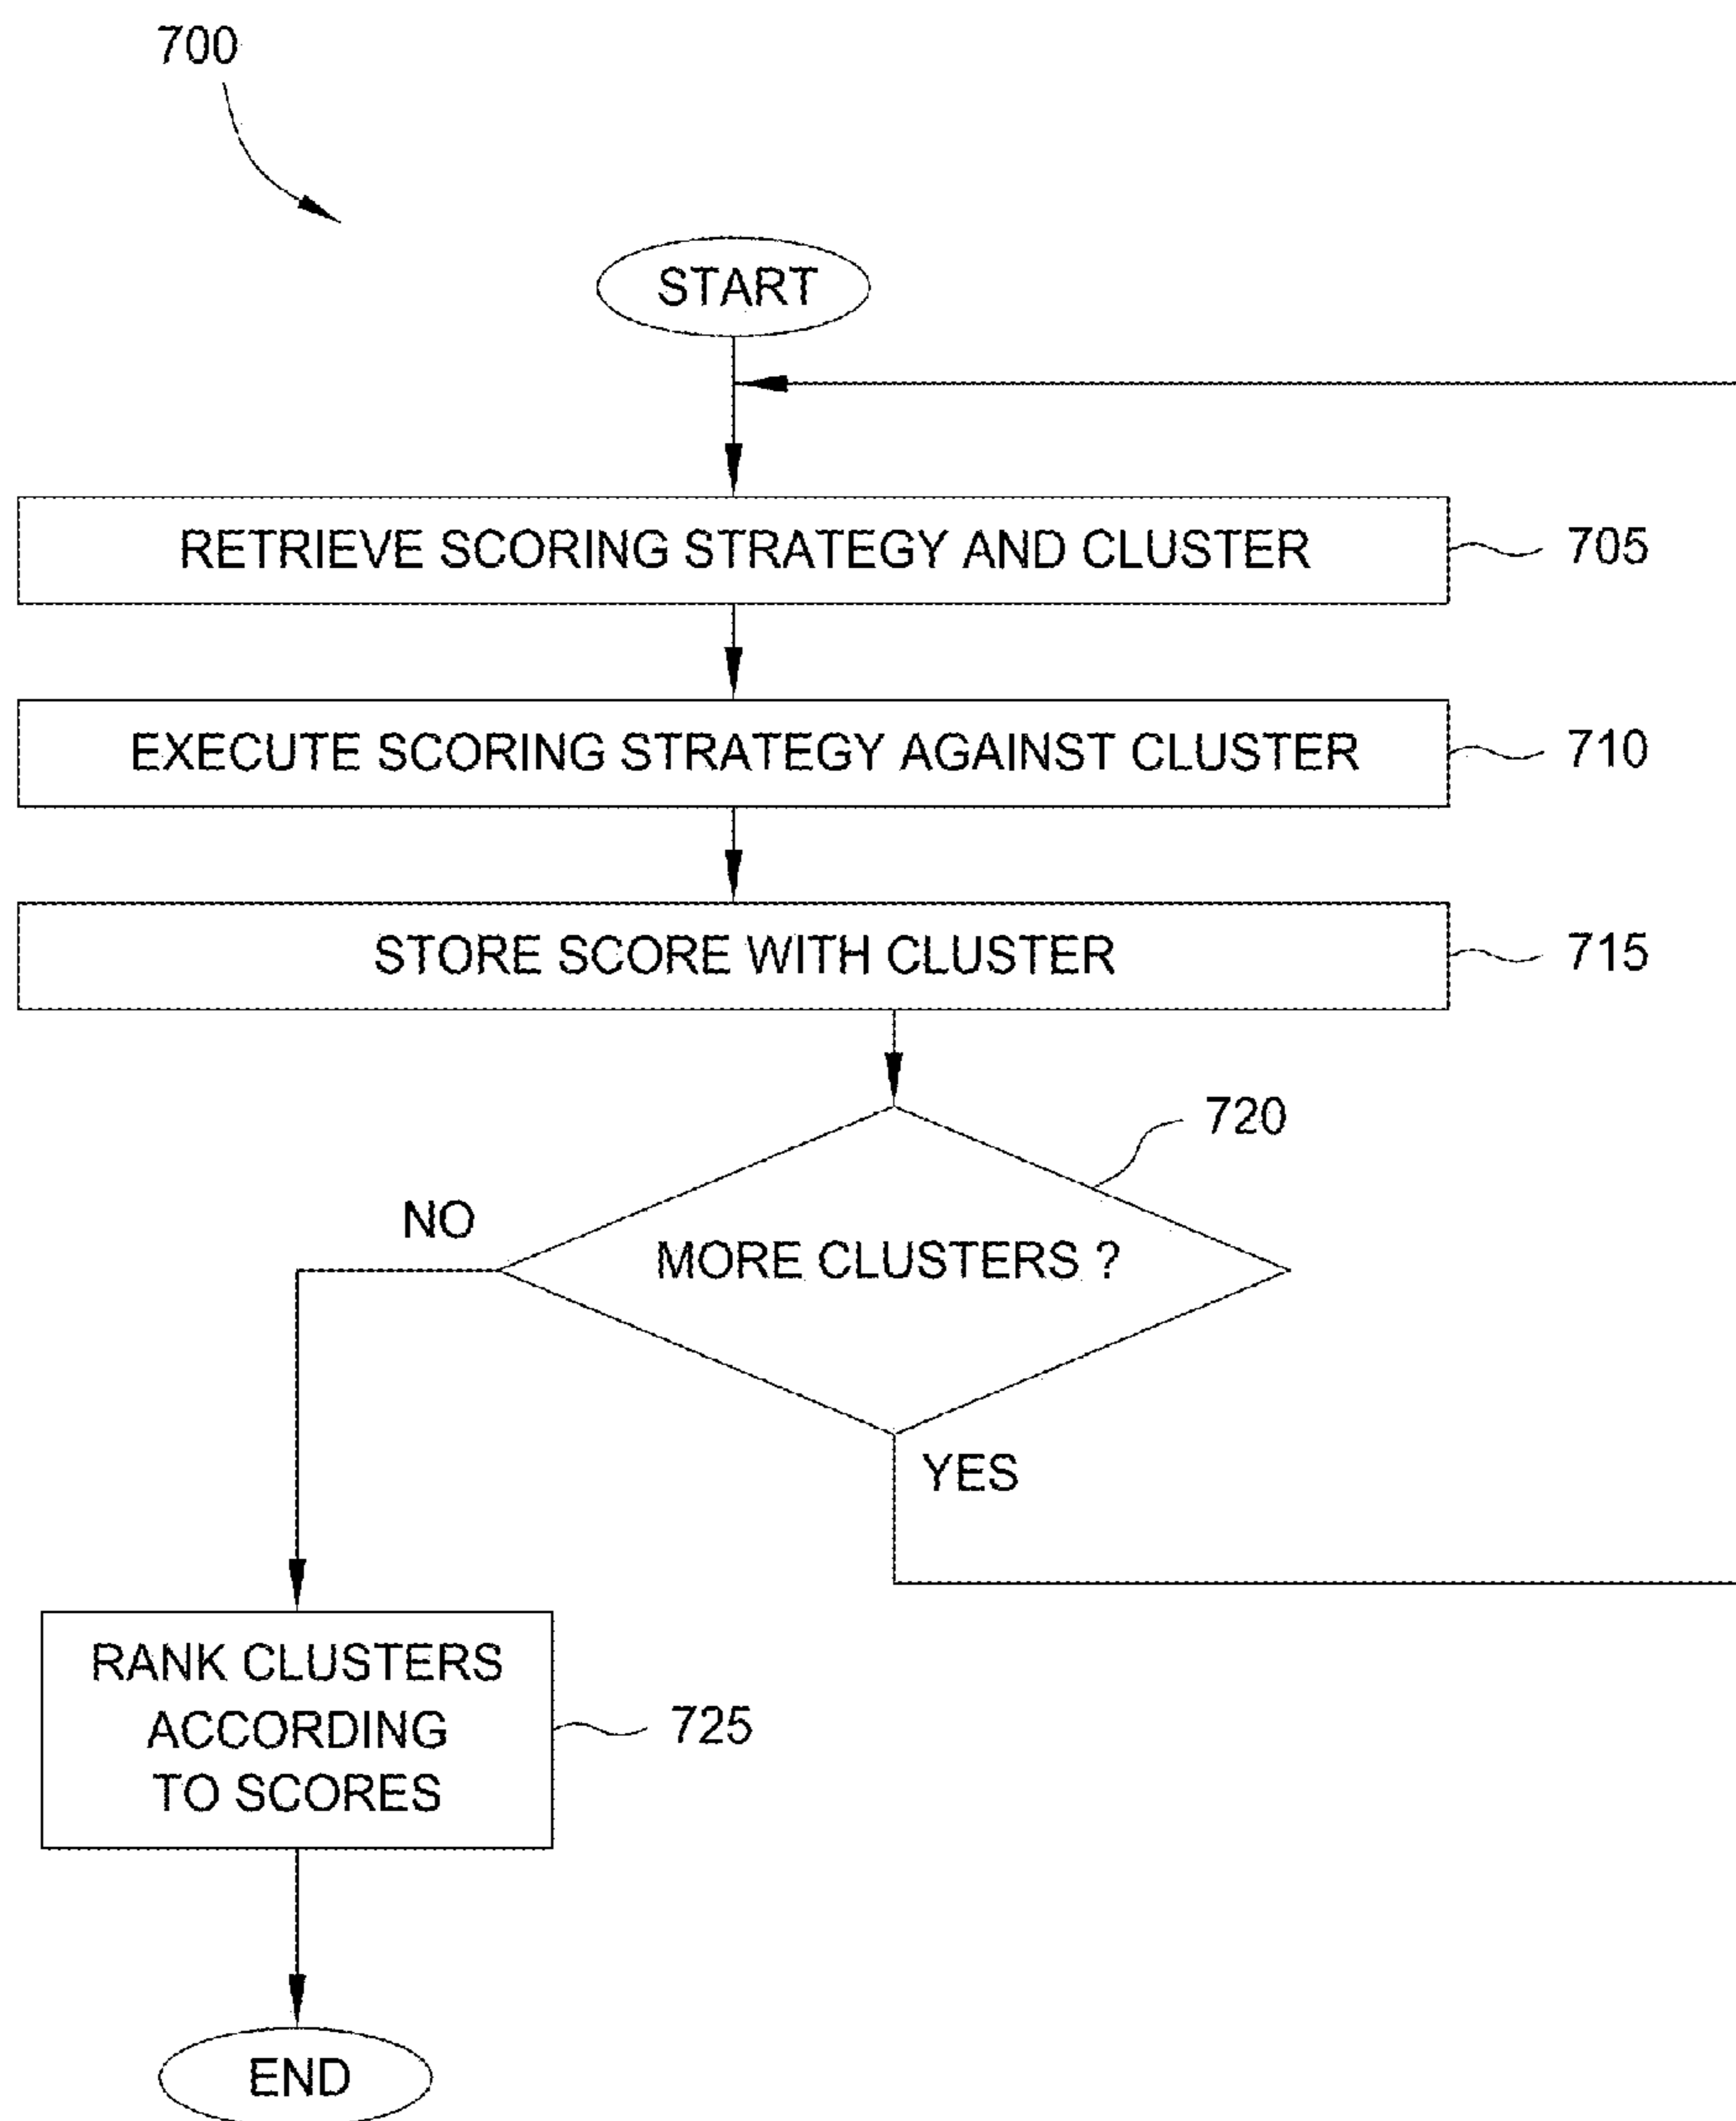 700
START
RETRIEVE SCORING STRATEGY AND CLUSTER
705
EXECUTE SCORING STRATEGY AGAINST CLUSTER
710
STORE SCORE WITH CLUSTER
715
720
NO
MORE CLUSTERS ?
YES
RANK CLUSTERS
ACCORDING
TO SCORES
725
END